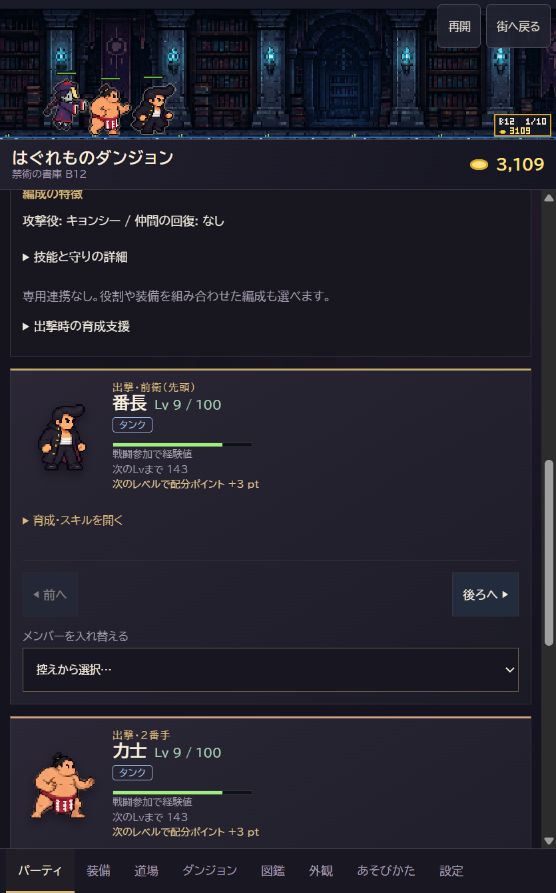 再開
街へ戻る
B12 1/10
3109
はぐれものダンジョン
禁術の書庫 B12
3,109
編成の特徴
攻撃役: キョンシー / 仲間の回復: なし
▶ 技能と守りの詳細
専用連携なし。役割や装備を組み合わせた編成も選べます。
▶ 出撃時の育成支援
出撃・前衛(先頭)
番長 Lv 9 / 100
タンク
戦闘参加で経験値
次のLvまで 143
次のレベルで配分ポイント +3 pt
▶ 育成・スキルを開く
◀ 前へ
後ろへ ▶
メンバーを入れ替える
控えから選択…
出撃・2番手
力士 Lv 9 / 100
タンク
戦闘参加で経験値
次のLvまで 143
次のレベルで配分ポイント +3 pt
パーティ
装備
道場
ダンジョン
図鑑
外観
あそびかた
設定